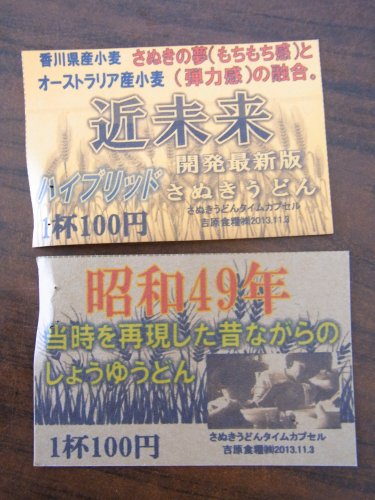 香川県産小麦 さぬきの夢(もちもち感)と
オーストラリア産小麦 (弾力感)の融合。
近未来
開発最新版
ハイブリッド さぬきうどん
さぬきうどんタイムカプセル
1杯100円 吉原食糧㈱2013.11.3
昭和49年
当時を再現した昔ながらの
しょうゆうどん
さぬきうどんタイムカプセル
1杯100円 吉原食糧㈱2013.11.3